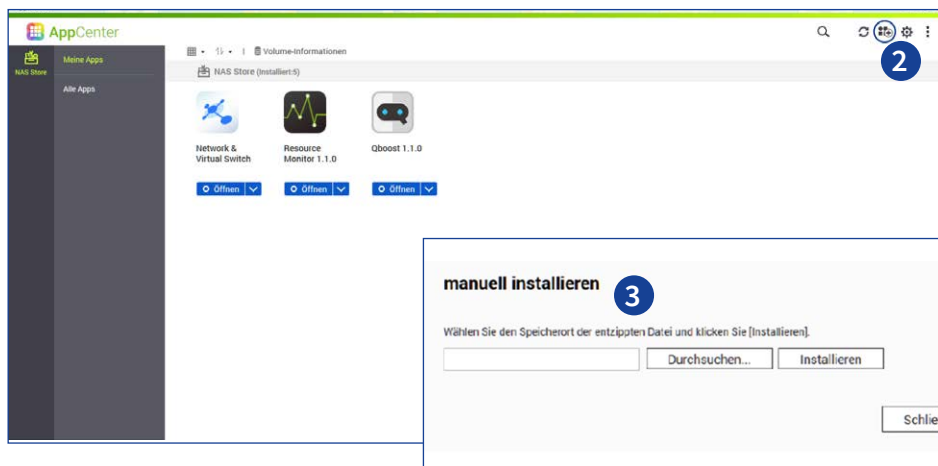 AppCenter
2
NAS Store
Meine Apps
Alle Apps
Volume-Informationen
NAS Store (Installiert:5)
Network &
Virtual Switch
Resource
Monitor 1.1.0
Qboost 1.1.0
Öffnen
Öffnen
Öffnen
manuell installieren
3
Wählen Sie den Speicherort der entzippten Datei und klicken Sie [Installieren].
Durchsuchen...
Installieren
Schlie